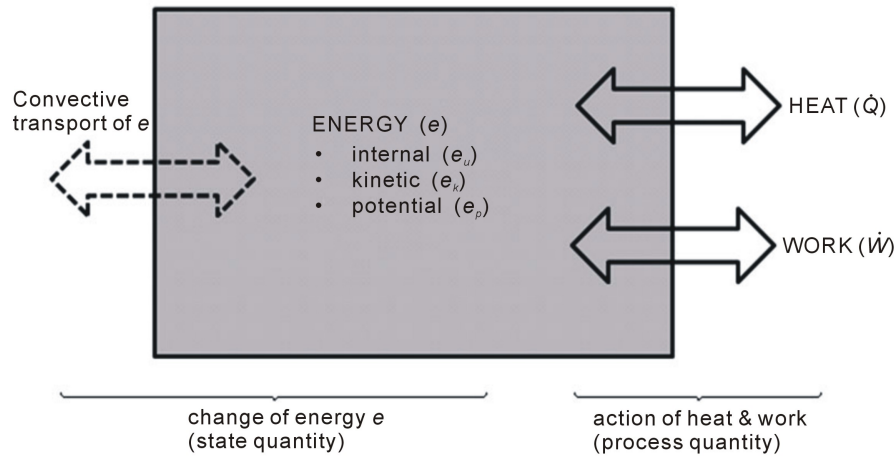 Convective
transport of e
ENERGY (e)
• internal (eᵤ)
• kinetic (eₖ)
• potential (eₚ)
HEAT (Q̇)
WORK (Ẇ)
change of energy e
(state quantity)
action of heat & work
(process quantity)